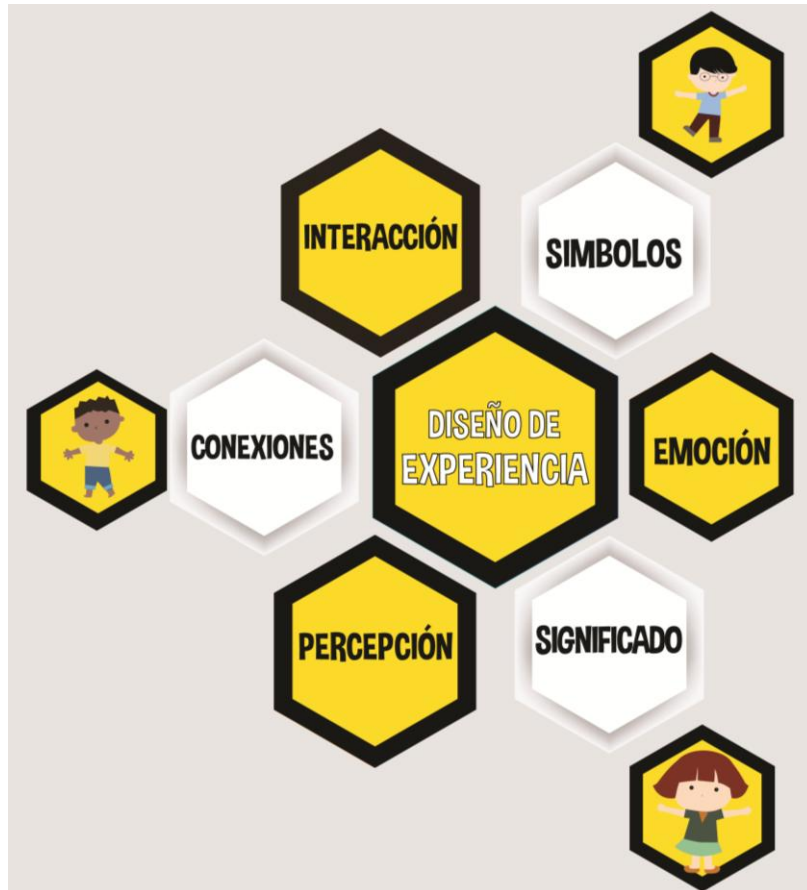 INTERACCIÓN
SIMBOLOS
CONEXIONES
DISEÑO DE
EXPERIENCIA
EMOCIÓN
PERCEPCIÓN
SIGNIFICADO